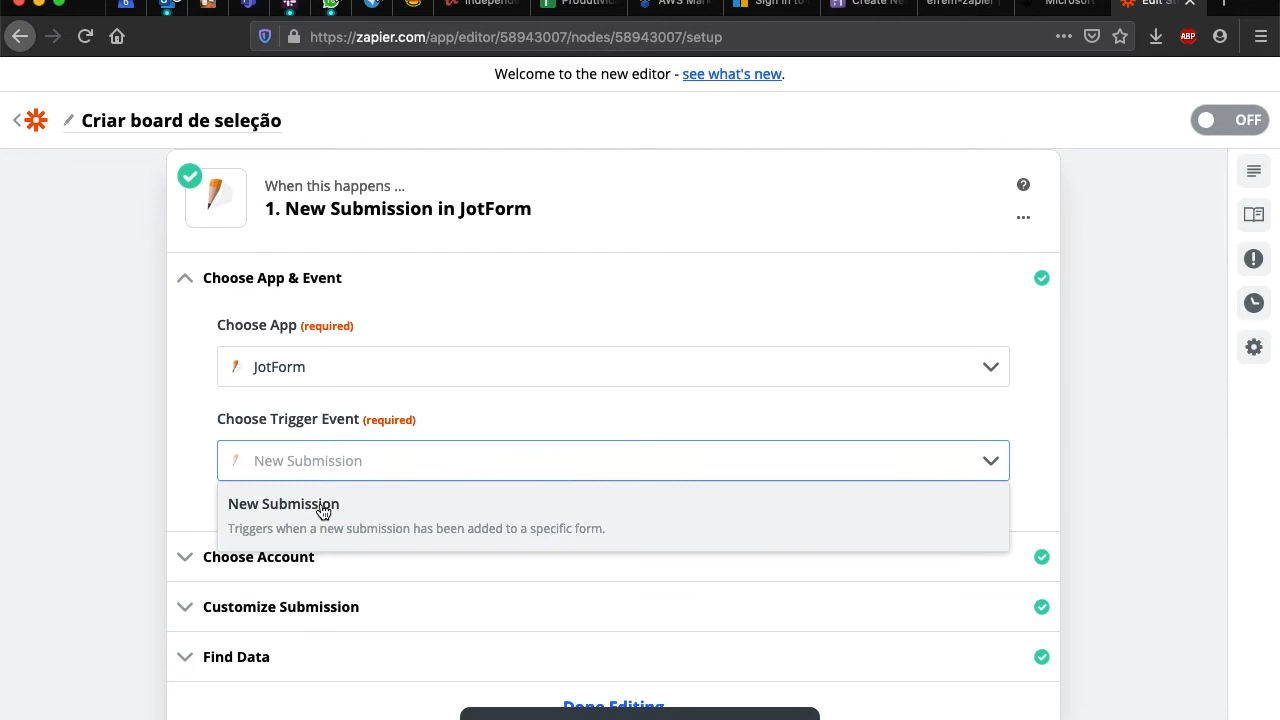 https://zapier.com/app/editor/58943007/nodes/58943007/setup
ABP
Welcome to the new editor - see what's new.
Criar board de seleção
OFF
When this happens ...
1. New Submission in JotForm
Choose App & Event
Choose App (required)
JotForm
Choose Trigger Event (required)
New Submission
New Submission
Triggers when a new submission has been added to a specific form.
Choose Account
Customize Submission
Find Data
Done Editing